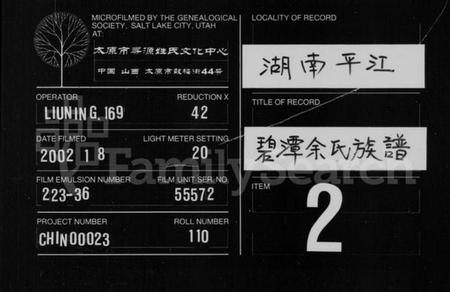 MICROFILMED BY THE GENEALOGICAL
SOCIETY, SALT LAKE CITY, UTAH
AT:
太原市寻源姓民文化中心
中国 山西 太原市鼓楼街44号
OPERATOR
REDUCTION X
LIUNING.169
42
DATE FILMED
LIGHT METER SETTING
2002 1 8
20
FILM EMULSION NUMBER
FILM UNIT SER. NO.
223-36
55572
PROJECT NUMBER
ROLL NUMBER
CHIN00023
110
LOCALITY OF RECORD
湖南平江
TITLE OF RECORD
碧潭余氏族譜
ITEM
2
FamilySearch